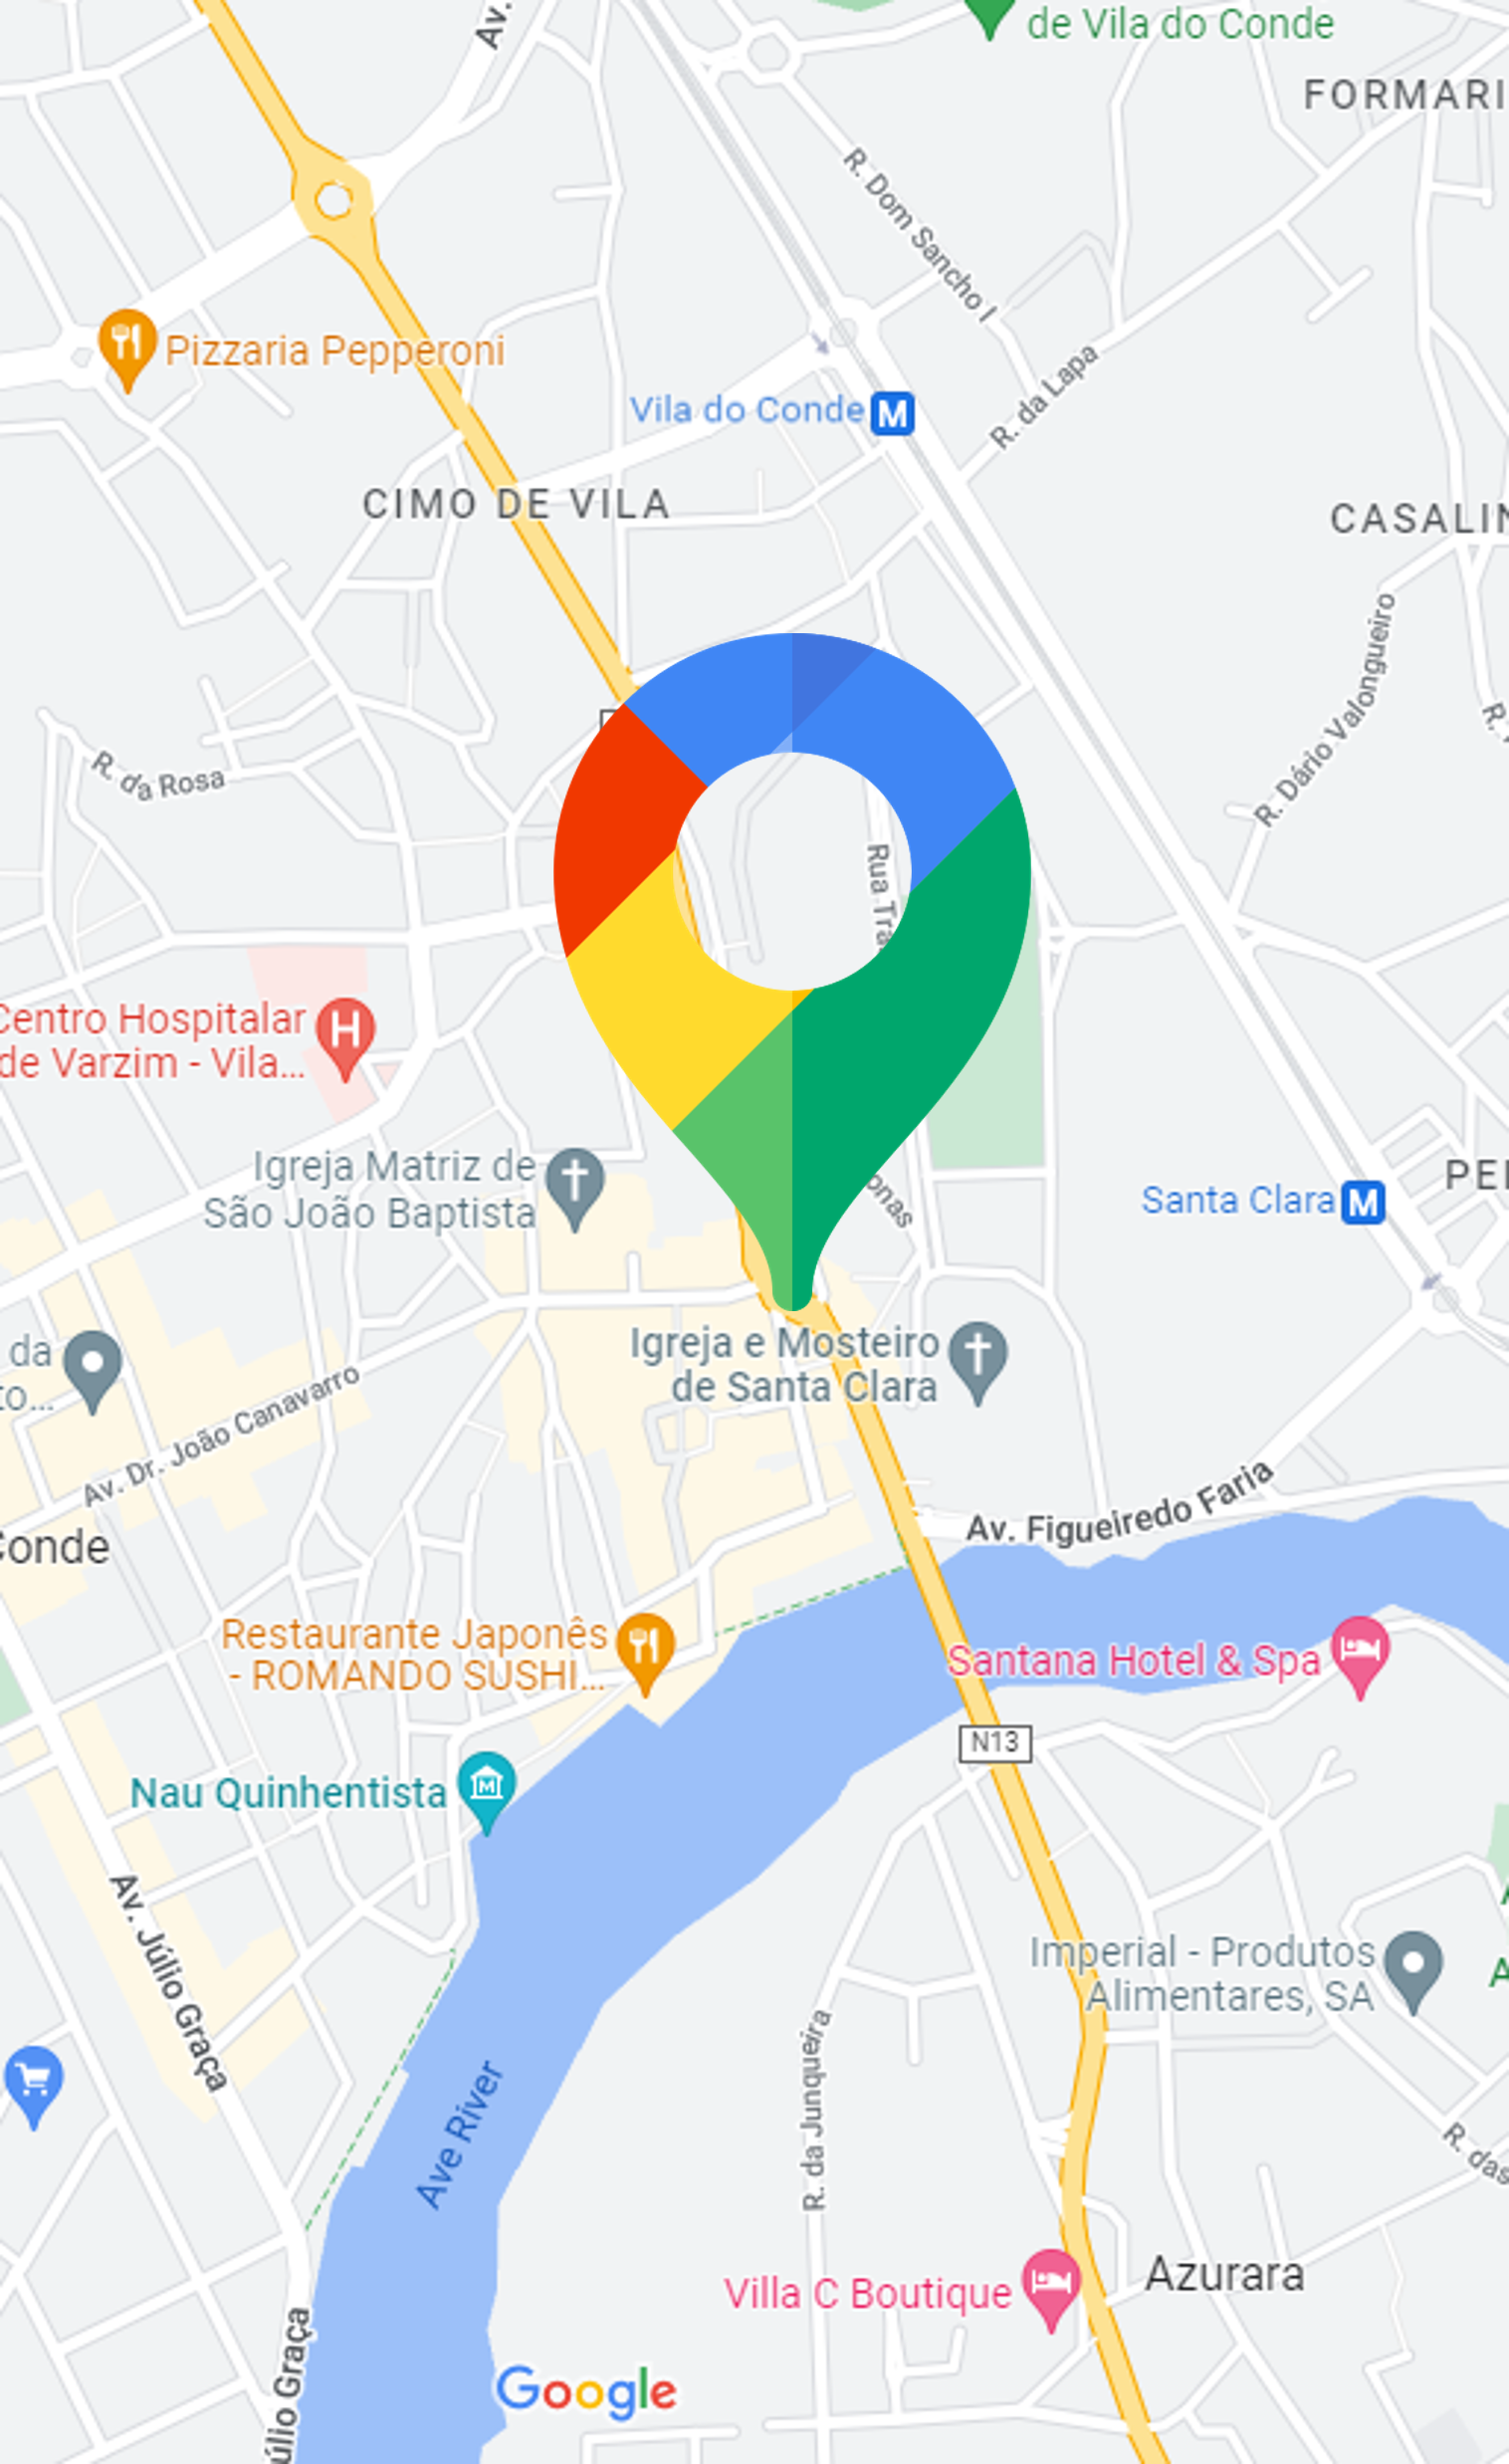 Av.
de Vila do Conde
FORMARI
R. Dom Sancho I
Pizzaria Pepperoni
R. da Lapa
Vila do Conde
M
CIMO DE VILA
CASALIN
R. Dário Valongueiro
R. da Rosa
Rua Tra
Centro Hospitalar
de Varzim - Vila...
H
Igreja Matriz de
São João Baptista
onas
PE
Santa Clara
M
Igreja e Mosteiro
de Santa Clara
da
to...
Av. Dr. João Canavarro
Conde
Av. Figueiredo Faria
Restaurante Japonês
- ROMANDO SUSHI...
Santana Hotel & Spa
N13
Nau Quinhentista
Av. Júlio Graça
Imperial - Produtos
Alimentares, SA
A
R. da Junqueira
Ave River
R. das
Azurara
Villa C Boutique
úlio Graça
Google